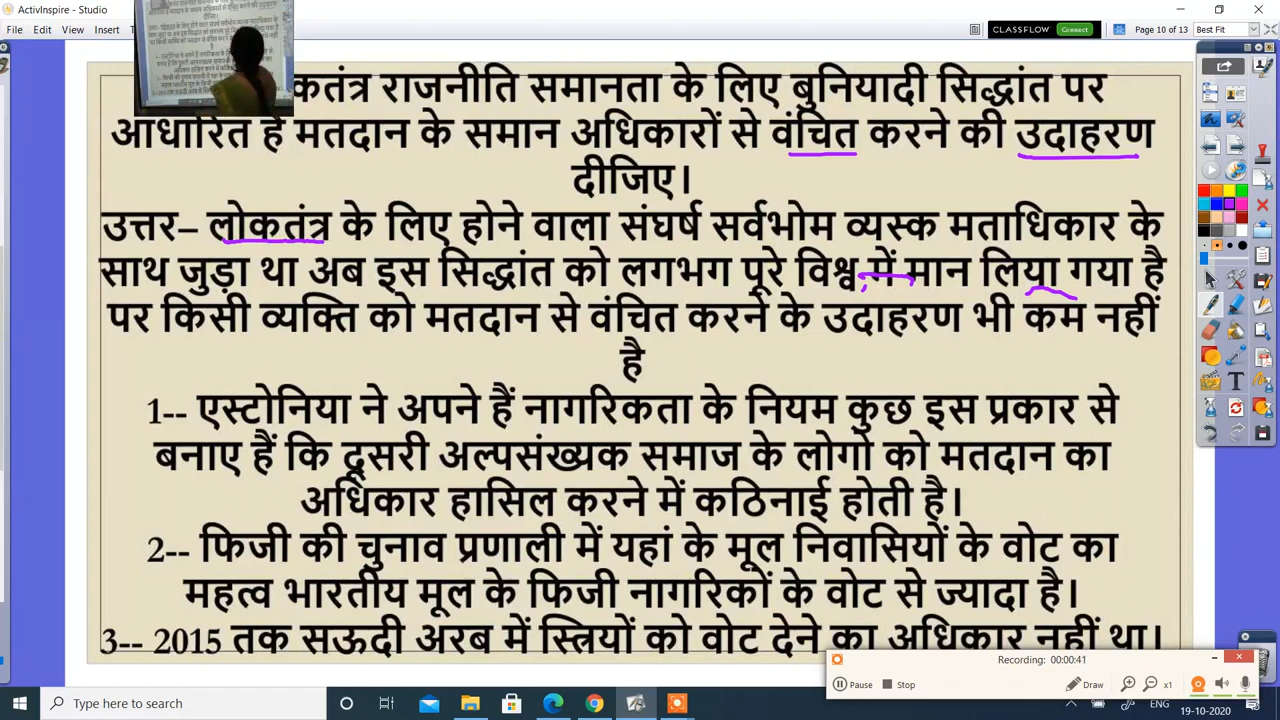 ActivInspire - Studio
File Edit View Insert
CLASSFLOW Connect Page 10 of 13 Best Fit
कतंत्र राजनीति समानता के लिए बुनियादी सिद्धांत पर
आधारित है मतदान के समान अधिकारों से वंचित करने की उदाहरण
दीजिए।
उत्तर– लोकतंत्र के लिए होने वाला संघर्ष सर्वभोम व्यस्क मताधिकार के
साथ जुड़ा था अब इस सिद्धांत को लगभग पूरे विश्व में मान लिया गया है
पर किसी व्यक्ति को मतदान से वंचित करने के उदाहरण भी कम नहीं
है
1-- एस्टोनिया ने अपने हैं नागरिकता के नियम कुछ इस प्रकार से
बनाए हैं कि दूसरी अल्पसंख्यक समाज के लोगो को मतदान का
अधिकार हासिल करने में कठिनाई होती है।
2-- फिजी की चुनाव प्रणाली में यहां के मूल निवासियों के वोट का
महत्व भारतीय मूल के फिजी नागरिकों के वोट से ज्यादा है।
3-- 2015 तक सऊदी अरब में स्त्रियों को वोट देने का अधिकार नहीं था।
Recording: 00:00:41
Pause Stop Draw x1
Type here to search
ENG 19-10-2020